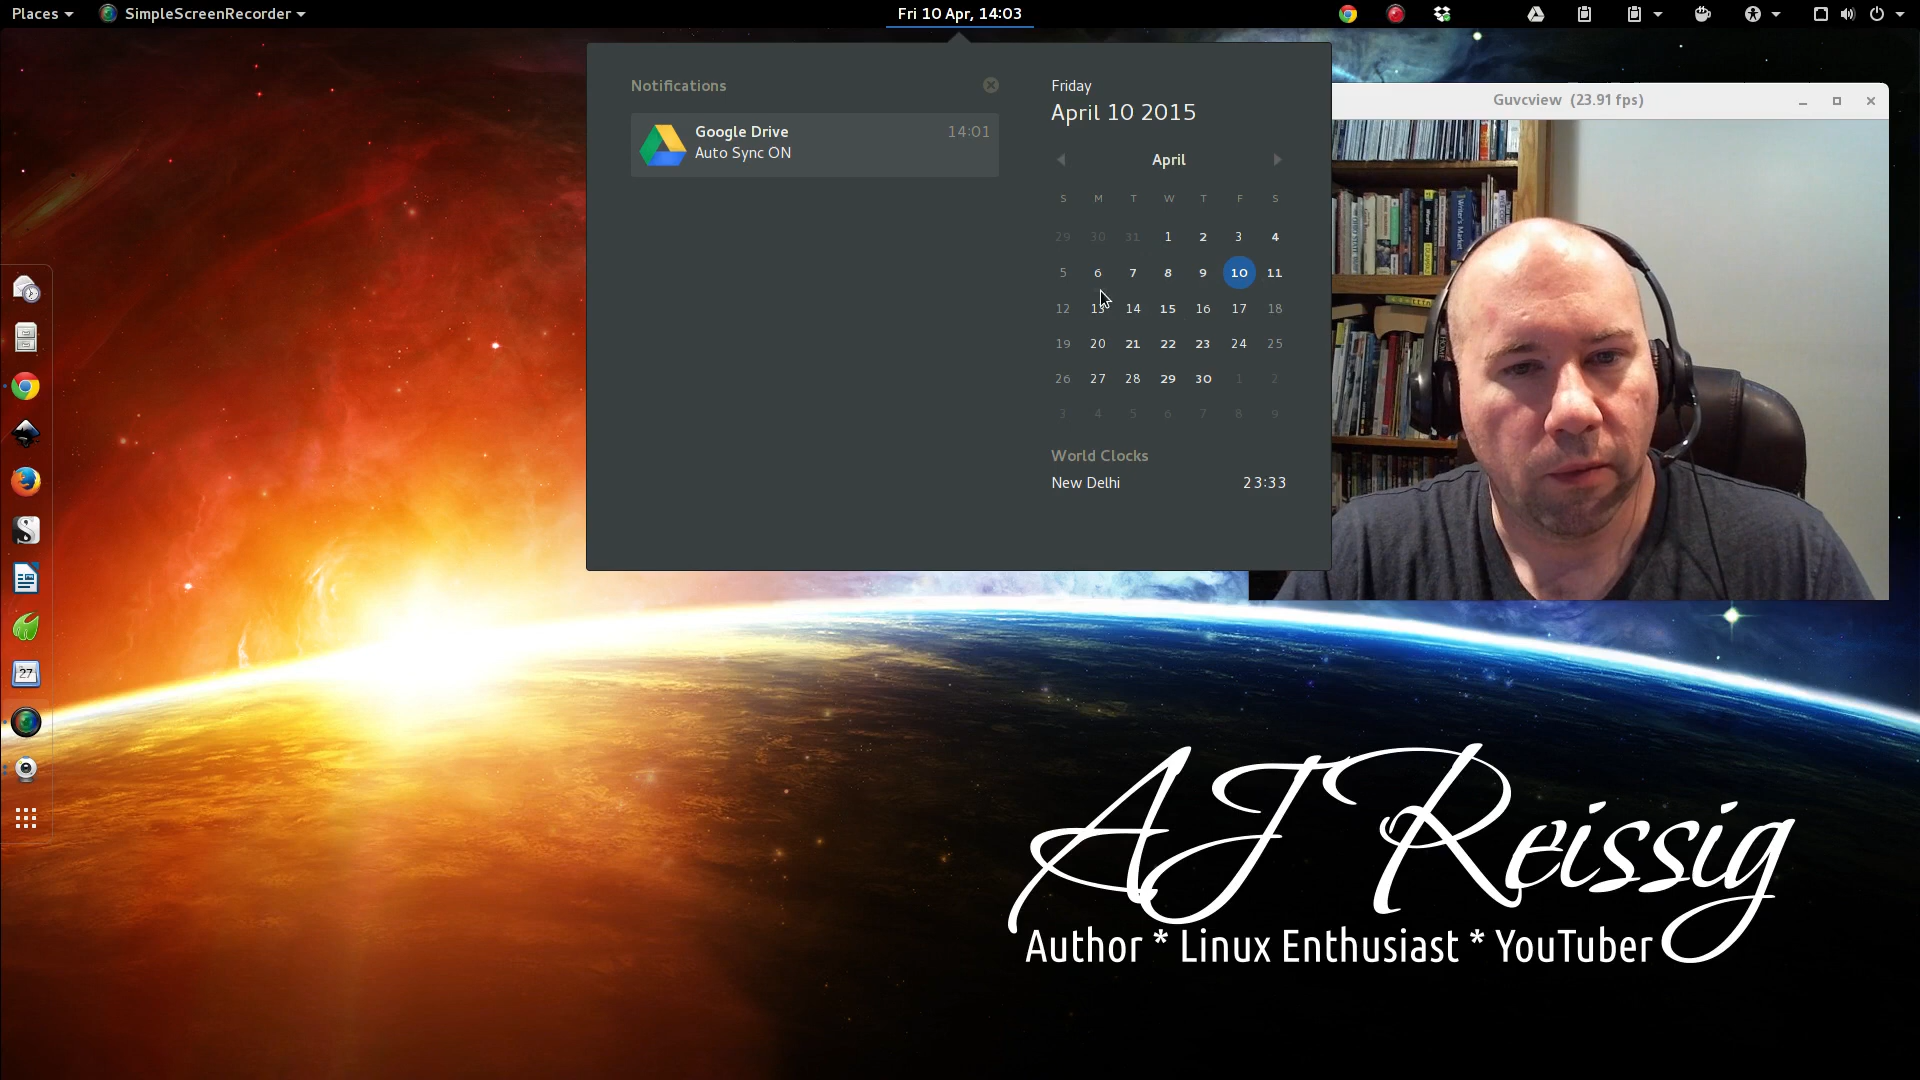 Places SimpleScreenRecorder Fri 10 Apr, 14:03
Notifications
Google Drive 14:01
Auto Sync ON
Friday
April 10 2015
April
S M T W T F S
29 30 31 1 2 3 4
5 6 7 8 9 10 11
12 13 14 15 16 17 18
19 20 21 22 23 24 25
26 27 28 29 30 1 2
3 4 5 6 7 8 9
World Clocks
New Delhi 23:33
Guvcview (23.91 fps)
Writer's Market
27
AJ Reissig
Author * Linux Enthusiast * YouTuber